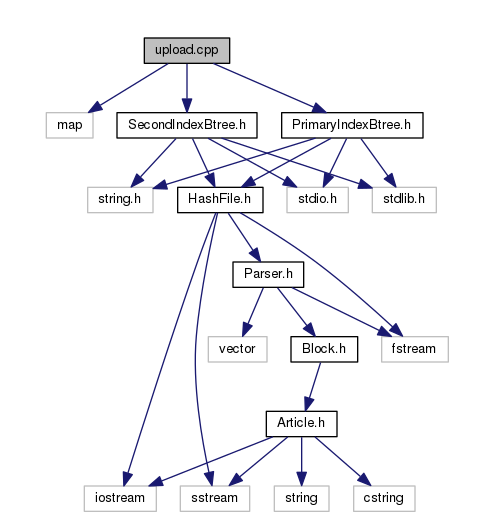 upload.cpp
map
SecondIndexBtree.h
PrimaryIndexBtree.h
string.h
HashFile.h
stdio.h
stdlib.h
Parser.h
vector
Block.h
fstream
Article.h
iostream
sstream
string
cstring